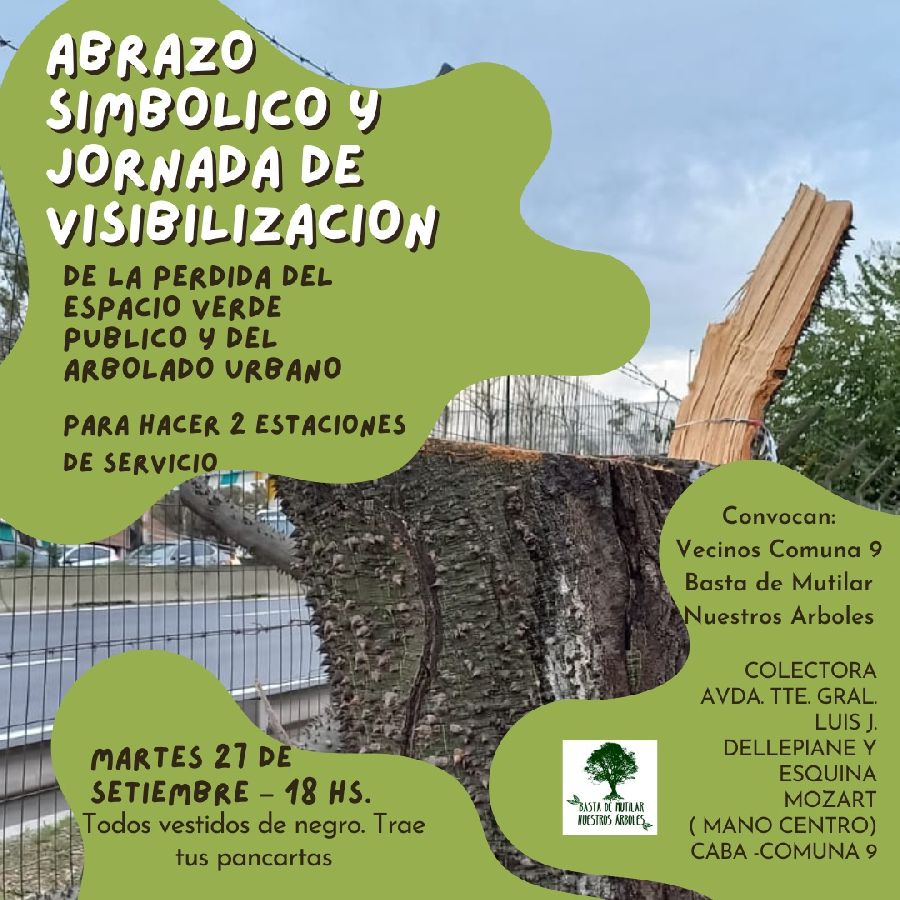 ABRAZO
SIMBOLICO Y
JORNADA DE
VISIBILIZACION
DE LA PERDIDA DEL
ESPACIO VERDE
PUBLICO Y DEL
ARBOLADO URBANO
PARA HACER 2 ESTACIONES
DE SERVICIO
Convocan:
Vecinos Comuna 9
Basta de Mutilar
Nuestros Arboles
COLECTORA
AVDA. TTE. GRAL.
LUIS J.
DELLEPIANE Y
ESQUINA
MOZART
( MANO CENTRO)
CABA -COMUNA 9
MARTES 27 DE
SETIEMBRE – 18 HS.
Todos vestidos de negro. Trae
tus pancartas
BASTA DE MUTILAR
NUESTROS ÁRBOLES